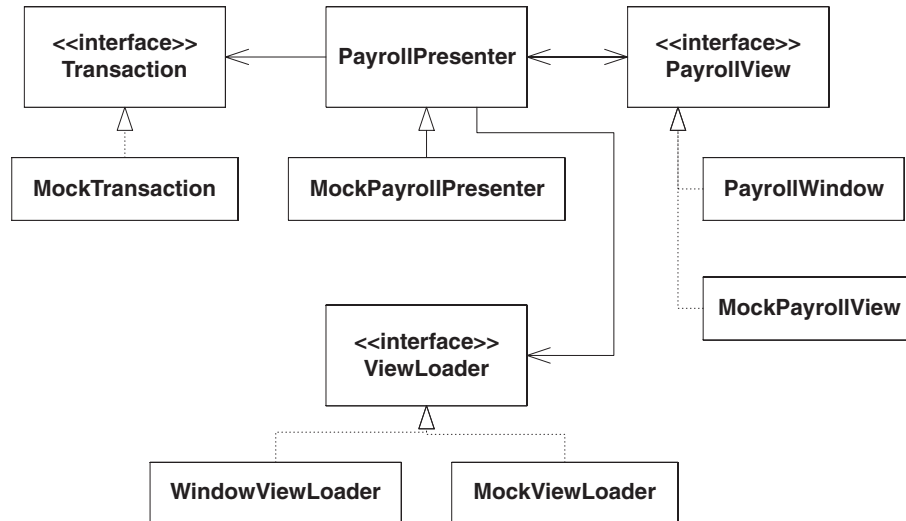 <<interface>>
Transaction
PayrollPresenter
<<interface>>
PayrollView
MockTransaction
MockPayrollPresenter
PayrollWindow
MockPayrollView
<<interface>>
ViewLoader
WindowViewLoader
MockViewLoader